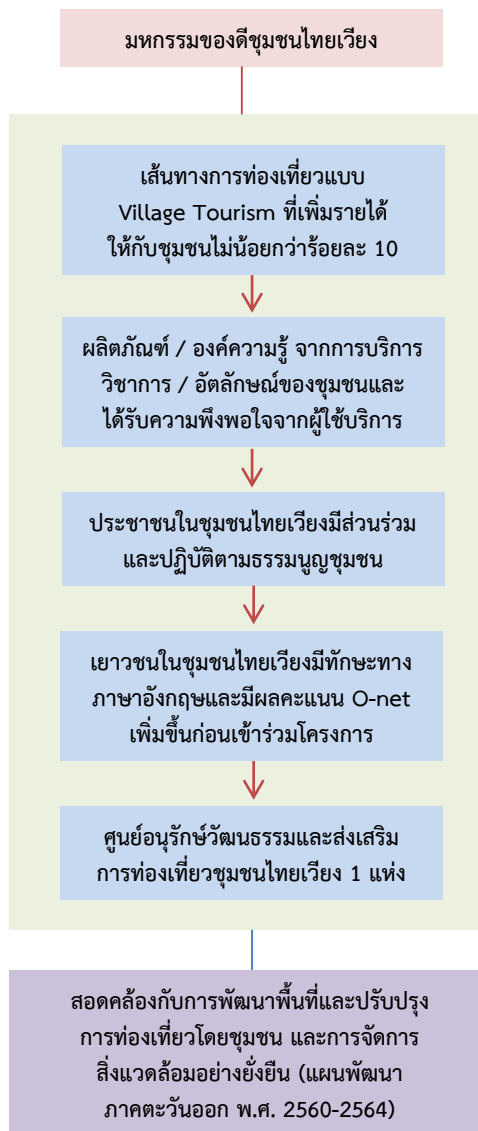 มหกรรมของดีชุมชนไทยเวียง
เส้นทางการท่องเที่ยวแบบ
Village Tourism ที่เพิ่มรายได้
ให้กับชุมชนไม่น้อยกว่าร้อยละ 10
ผลิตภัณฑ์ / องค์ความรู้ จากการบริการ
วิชาการ / อัตลักษณ์ของชุมชนและ
ได้รับความพึงพอใจจากผู้ใช้บริการ
ประชาชนในชุมชนไทยเวียงมีส่วนร่วม
และปฏิบัติตามธรรมนูญชุมชน
เยาวชนในชุมชนไทยเวียงมีทักษะทาง
ภาษาอังกฤษและมีผลคะแนน O-net
เพิ่มขึ้นก่อนเข้าร่วมโครงการ
ศูนย์อนุรักษ์วัฒนธรรมและส่งเสริม
การท่องเที่ยวชุมชนไทยเวียง 1 แห่ง
สอดคล้องกับการพัฒนาพื้นที่และปรับปรุง
การท่องเที่ยวโดยชุมชน และการจัดการ
สิ่งแวดล้อมอย่างยั่งยืน (แผนพัฒนา
ภาคตะวันออก พ.ศ. 2560-2564)